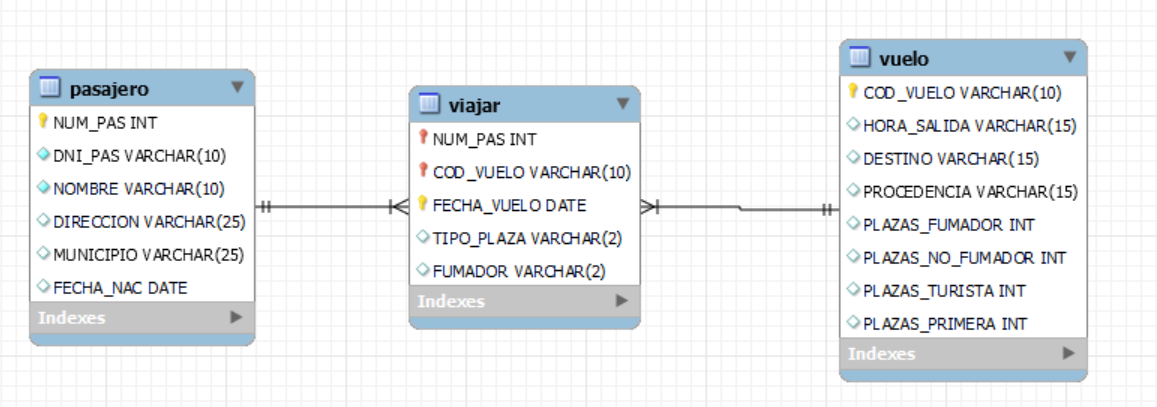 pasajero
NUM_PAS INT
DNI_PAS VARCHAR(10)
NOMBRE VARCHAR(10)
DIRECCION VARCHAR(25)
MUNICIPIO VARCHAR(25)
FECHA_NAC DATE
Indexes
viajar
NUM_PAS INT
COD_VUELO VARCHAR(10)
FECHA_VUELO DATE
TIPO_PLAZA VARCHAR(2)
FUMADOR VARCHAR(2)
Indexes
vuelo
COD_VUELO VARCHAR(10)
HORA_SALIDA VARCHAR(15)
DESTINO VARCHAR(15)
PROCEDENCIA VARCHAR(15)
PLAZAS_FUMADOR INT
PLAZAS_NO_FUMADOR INT
PLAZAS_TURISTA INT
PLAZAS_PRIMERA INT
Indexes